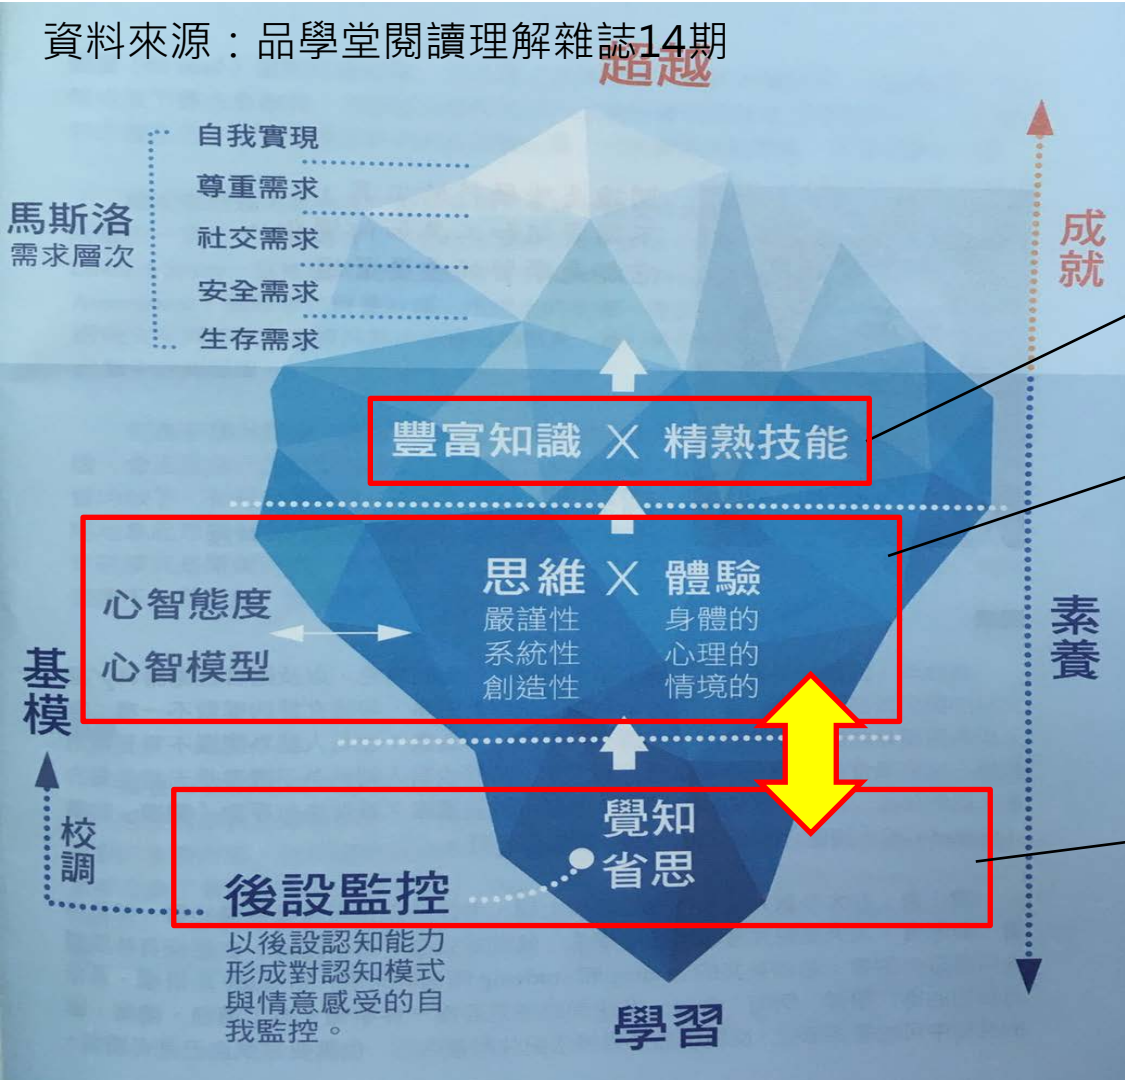 資料來源：品學堂閱讀理解雜誌14期
超越
自我實現
尊重需求
社交需求
安全需求
生存需求
馬斯洛
需求層次
成就
豐富知識 X 精熟技能
思維 X 體驗
嚴謹性 身體的
系統性 心理的
創造性 情境的
心智態度
心智模型
基模
素養
校調
覺知
省思
後設監控
以後設認知能力
形成對認知模式
與情意感受的自
我監控。
學習